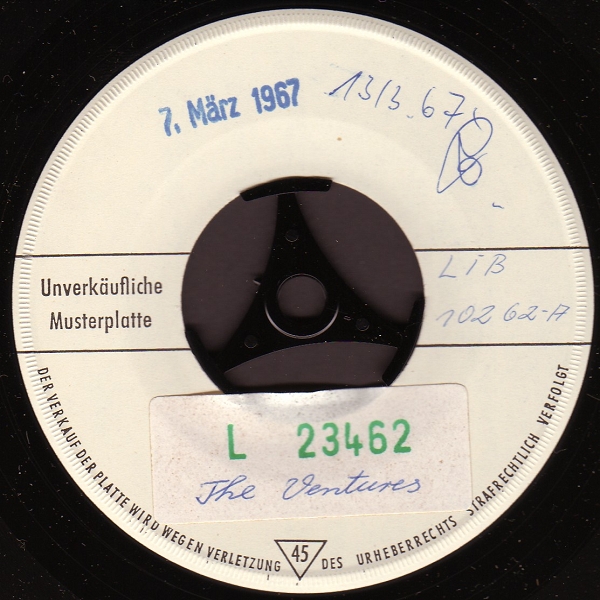 7. März 1967
13/3.67
LIB
10262-A
Unverkäufliche
Musterplatte
L 23462
The Ventures
DER VERKAUF DER PLATTE WIRD WEGEN VERLETZUNG DES URHEBERRECHTS STRAFRECHTLICH VERFOLGT
45